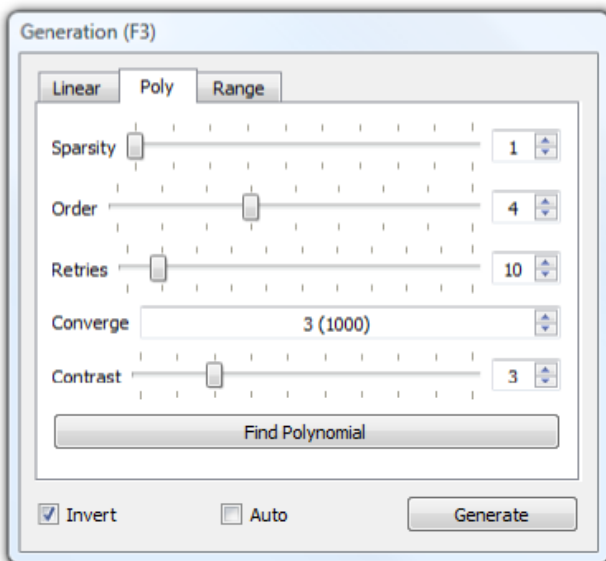 Generation (F3)
Linear Poly Range
Sparsity 1
Order 4
Retries 10
Converge 3 (1000)
Contrast 3
Find Polynomial
Invert Auto Generate